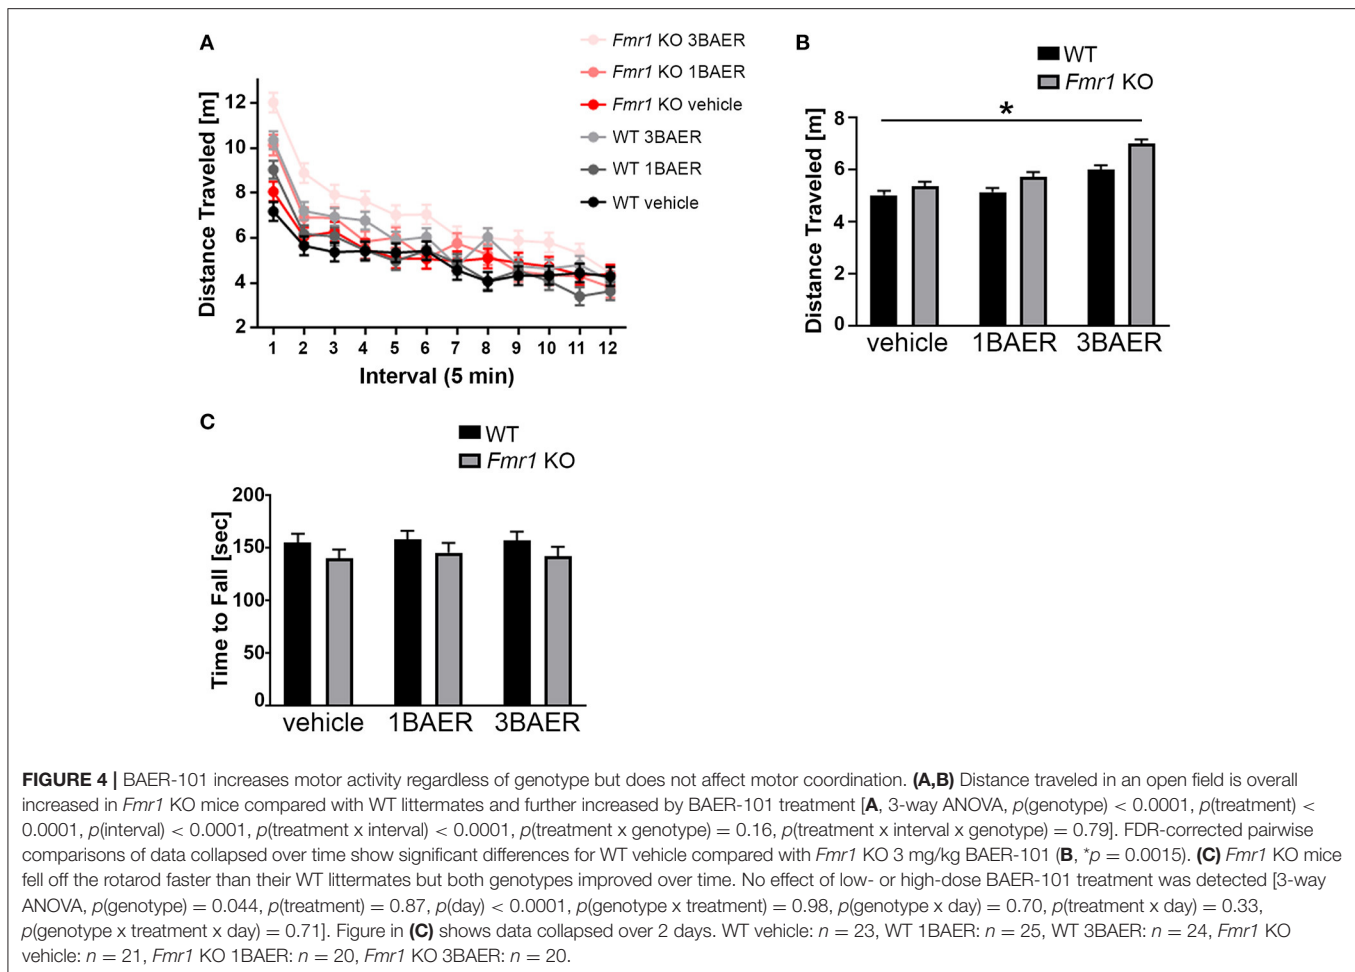 A
Fmr1 KO 3BAER
Fmr1 KO 1BAER
Fmr1 KO vehicle
WT 3BAER
WT 1BAER
WT vehicle
Distance Traveled [m]
12
10
8
6
4
2
1 2 3 4 5 6 7 8 9 10 11 12
Interval (5 min)
B
WT
Fmr1 KO
Distance Traveled [m]
8
6
4
2
0
*
vehicle 1BAER 3BAER
C
WT
Fmr1 KO
Time to Fall [sec]
200
150
100
50
0
vehicle 1BAER 3BAER
FIGURE 4 | BAER-101 increases motor activity regardless of genotype but does not affect motor coordination. (A,B) Distance traveled in an open field is overall
increased in Fmr1 KO mice compared with WT littermates and further increased by BAER-101 treatment [A, 3-way ANOVA, p(genotype) < 0.0001, p(treatment) <
0.0001, p(interval) < 0.0001, p(treatment x interval) < 0.0001, p(treatment x genotype) = 0.16, p(treatment x interval x genotype) = 0.79]. FDR-corrected pairwise
comparisons of data collapsed over time show significant differences for WT vehicle compared with Fmr1 KO 3 mg/kg BAER-101 (B, *p = 0.0015). (C) Fmr1 KO mice
fell off the rotarod faster than their WT littermates but both genotypes improved over time. No effect of low- or high-dose BAER-101 treatment was detected [3-way
ANOVA, p(genotype) = 0.044, p(treatment) = 0.87, p(day) < 0.0001, p(genotype x treatment) = 0.98, p(genotype x day) = 0.70, p(treatment x day) = 0.33,
p(genotype x treatment x day) = 0.71]. Figure in (C) shows data collapsed over 2 days. WT vehicle: n = 23, WT 1BAER: n = 25, WT 3BAER: n = 24, Fmr1 KO
vehicle: n = 21, Fmr1 KO 1BAER: n = 20, Fmr1 KO 3BAER: n = 20.